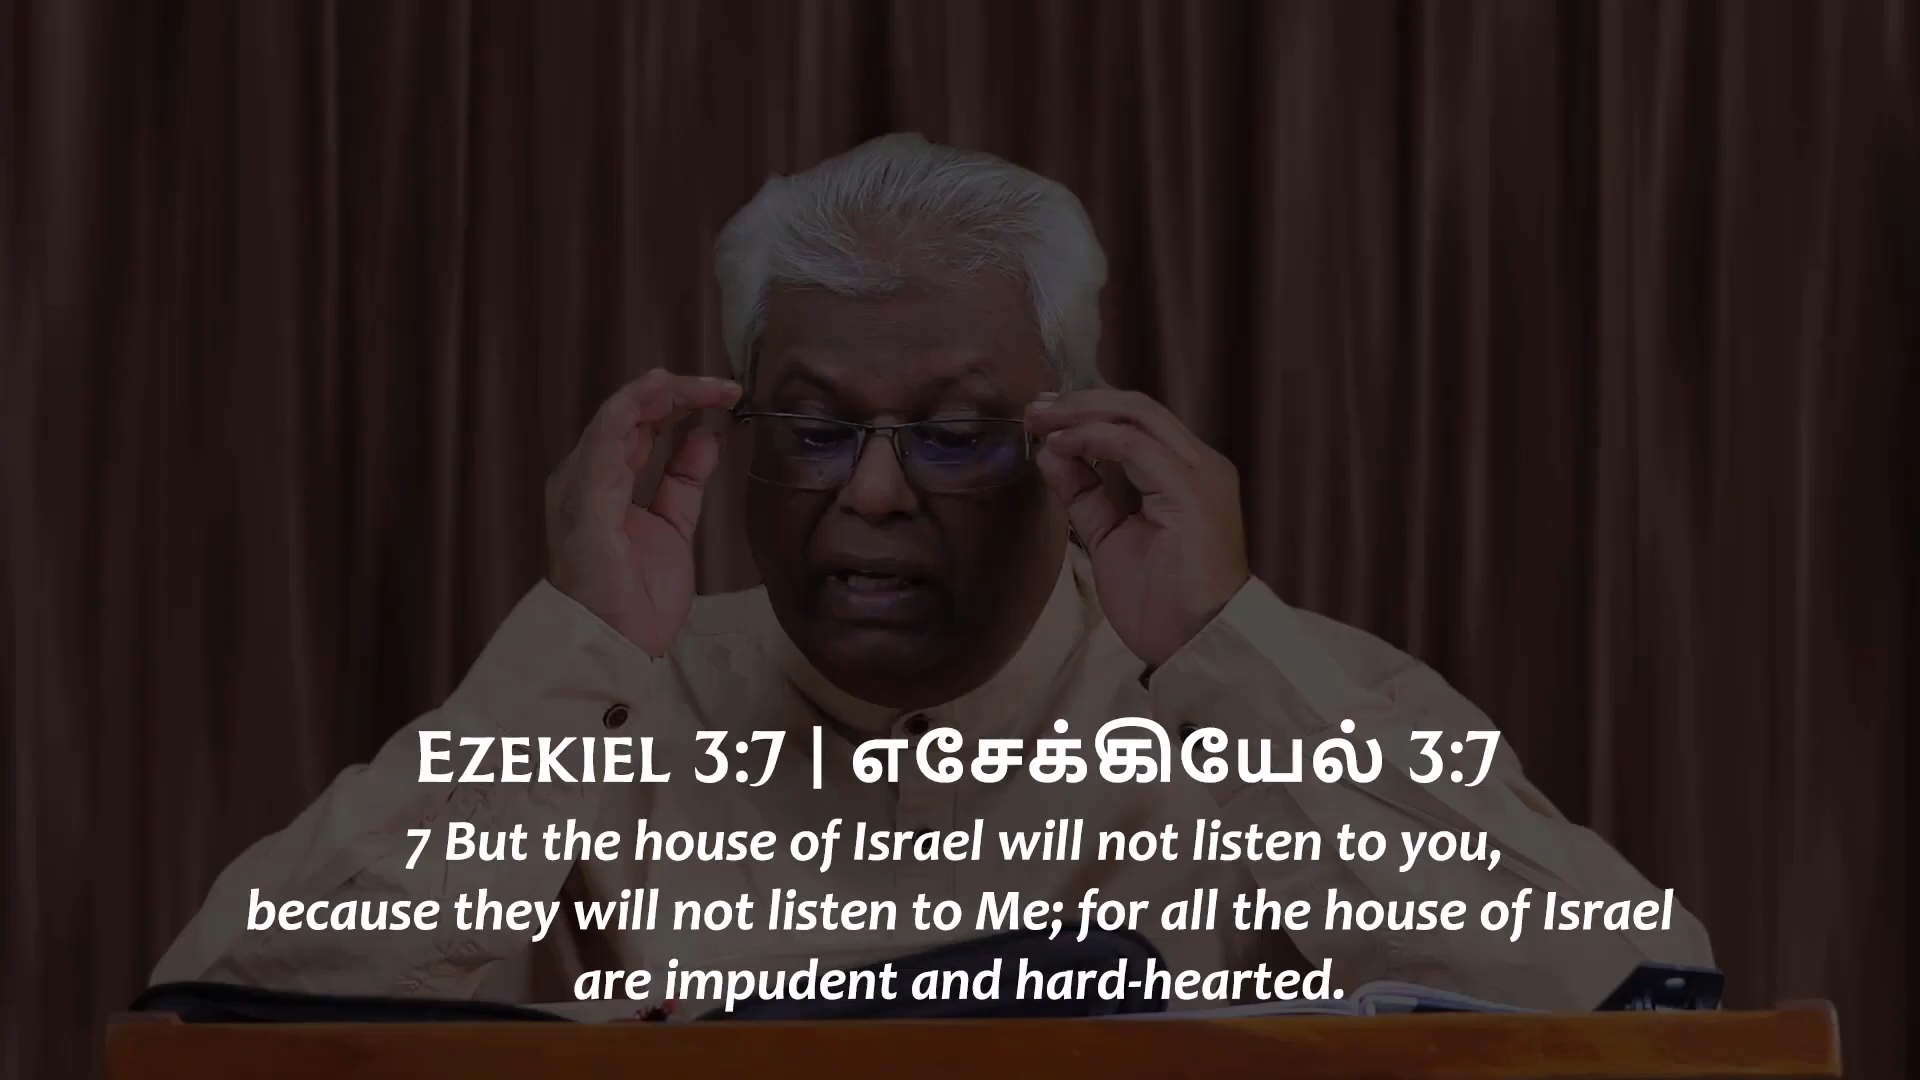 Ezekiel 3:7 | எசேக்கியேல் 3:7
7 But the house of Israel will not listen to you,
because they will not listen to Me; for all the house of Israel
are impudent and hard-hearted.